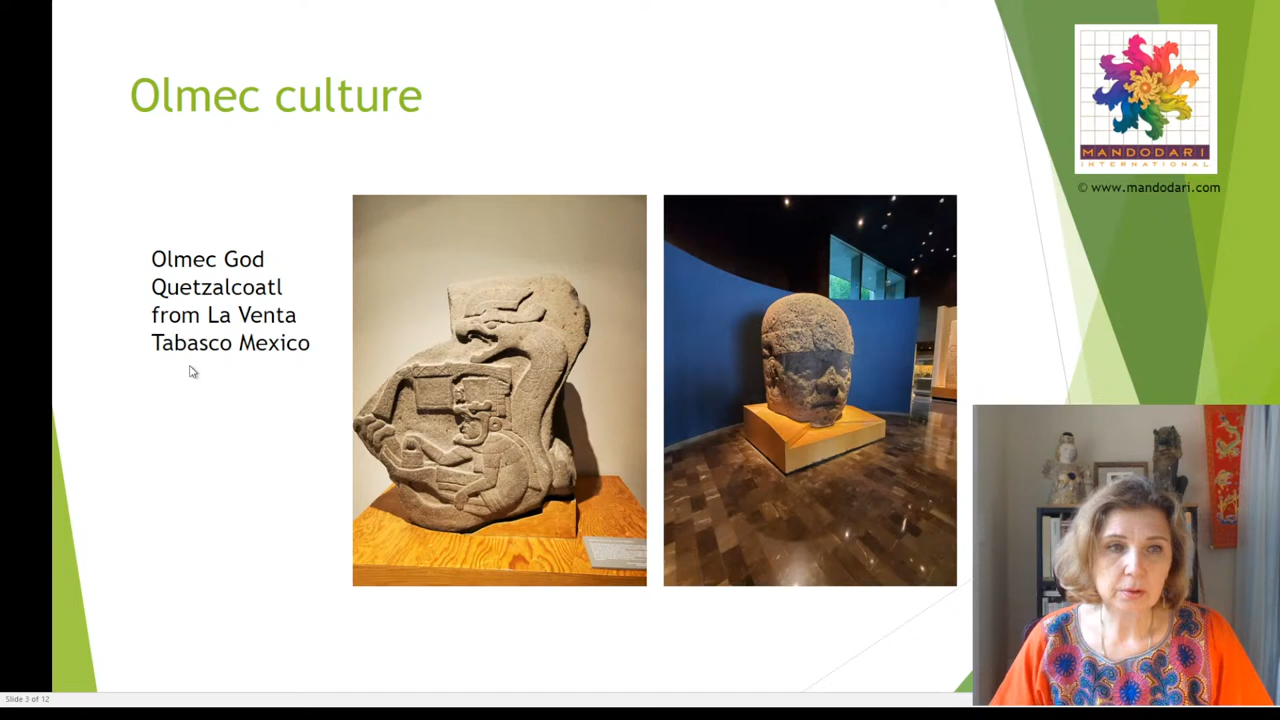 Olmec culture
MANDODARI
INTERNATIONAL
© www.mandodari.com
Olmec God
Quetzalcoatl
from La Venta
Tabasco Mexico
Slide 3 of 12